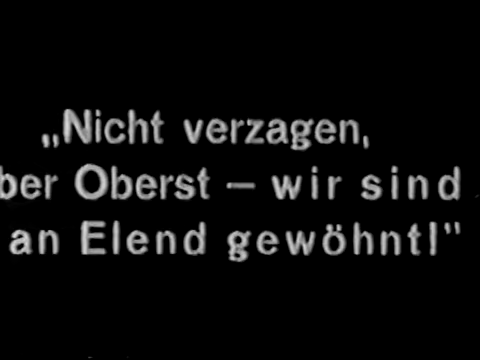 „Nicht verzagen,
ber Oberst – wir sind
an Elend gewöhnt!"